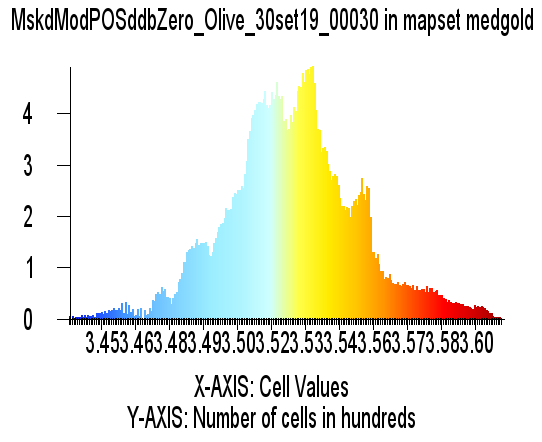 MskdModPOSddbZero_Olive_30set19_00030 in mapset medgold
4
3
2
1
0
3.453.463.483.493.503.523.533.543.563.573.583.60
X-AXIS: Cell Values
Y-AXIS: Number of cells in hundreds